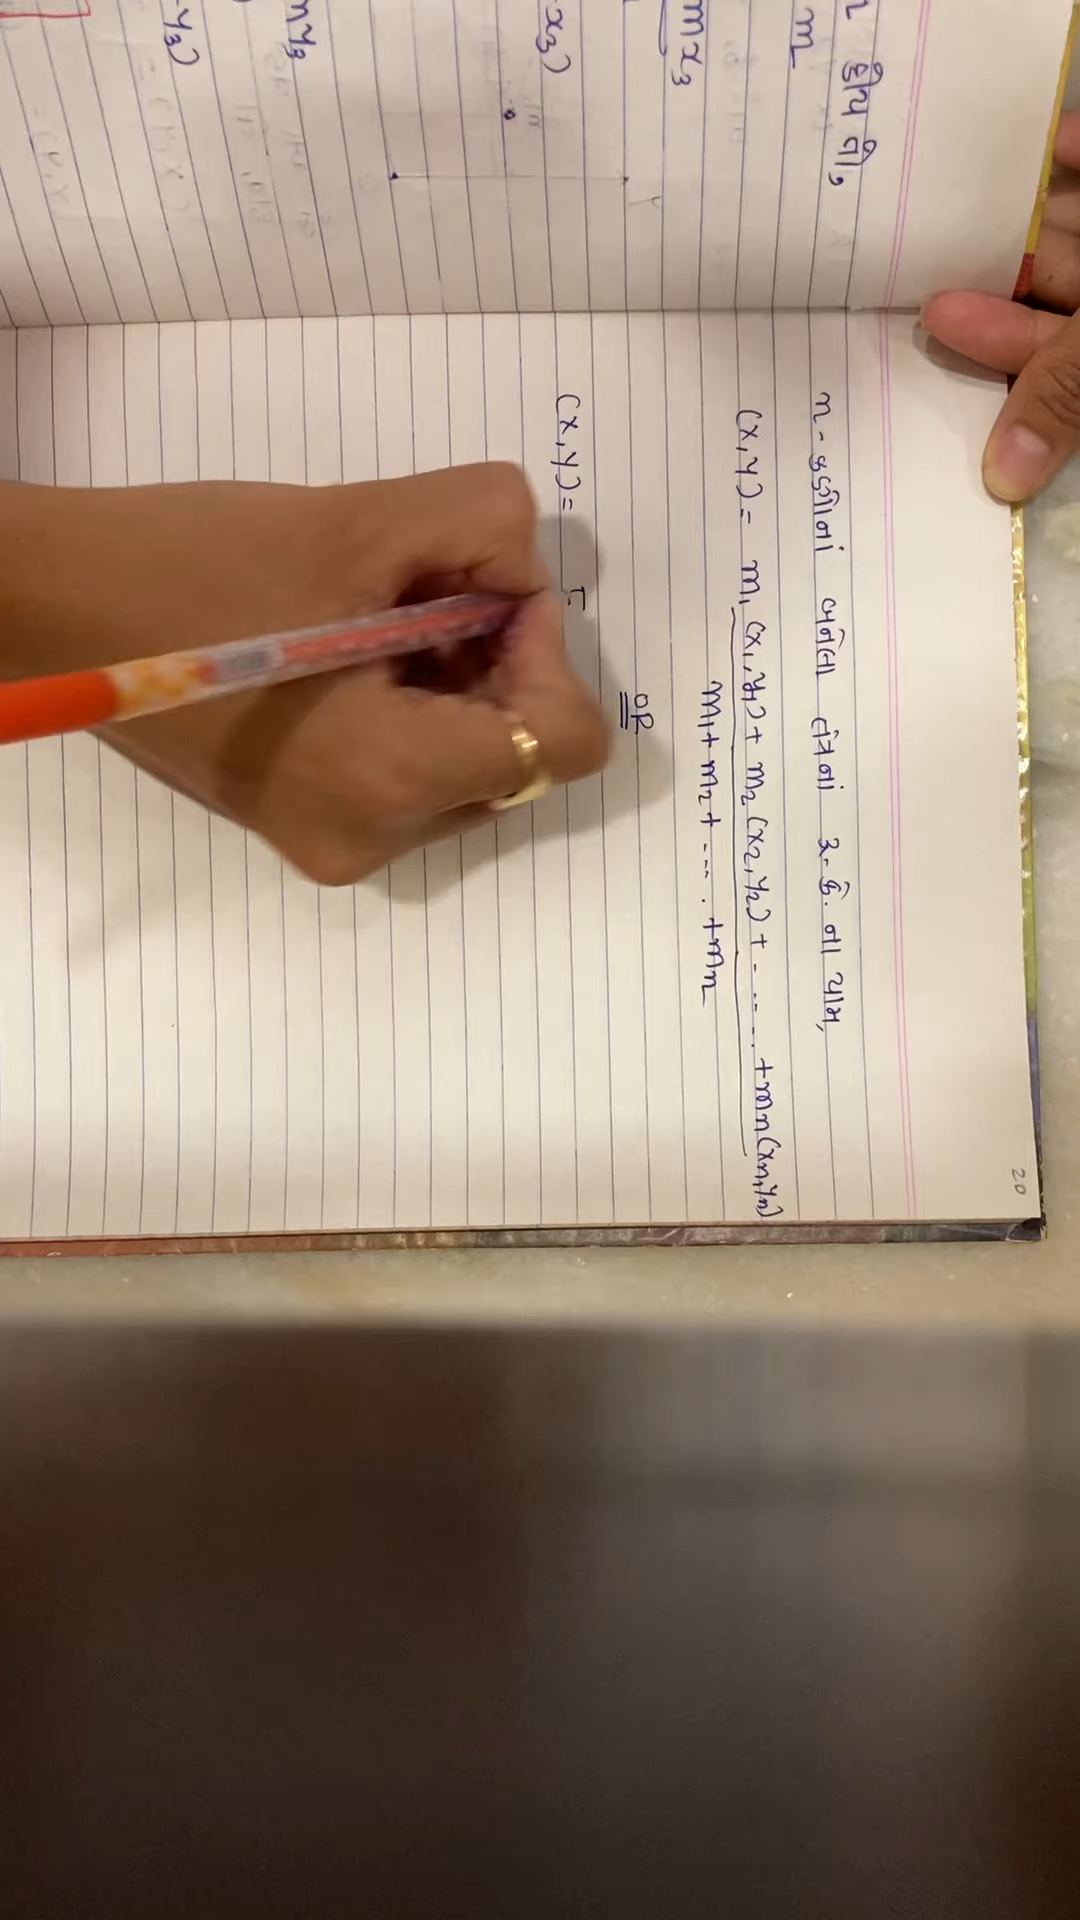 હોય તો,
m
mx₃
x₃)
my₃
-y₃)
20
n - કણોનાં બનેલા તંત્રનાં દ્ર.કે. ના યામ,
(x,y) = m₁(x₁,y₁) + m₂(x₂,y₂) + ----- + mn(xn,yn)
m₁ + m₂ + ---- . + mn
OR
(x,y) =